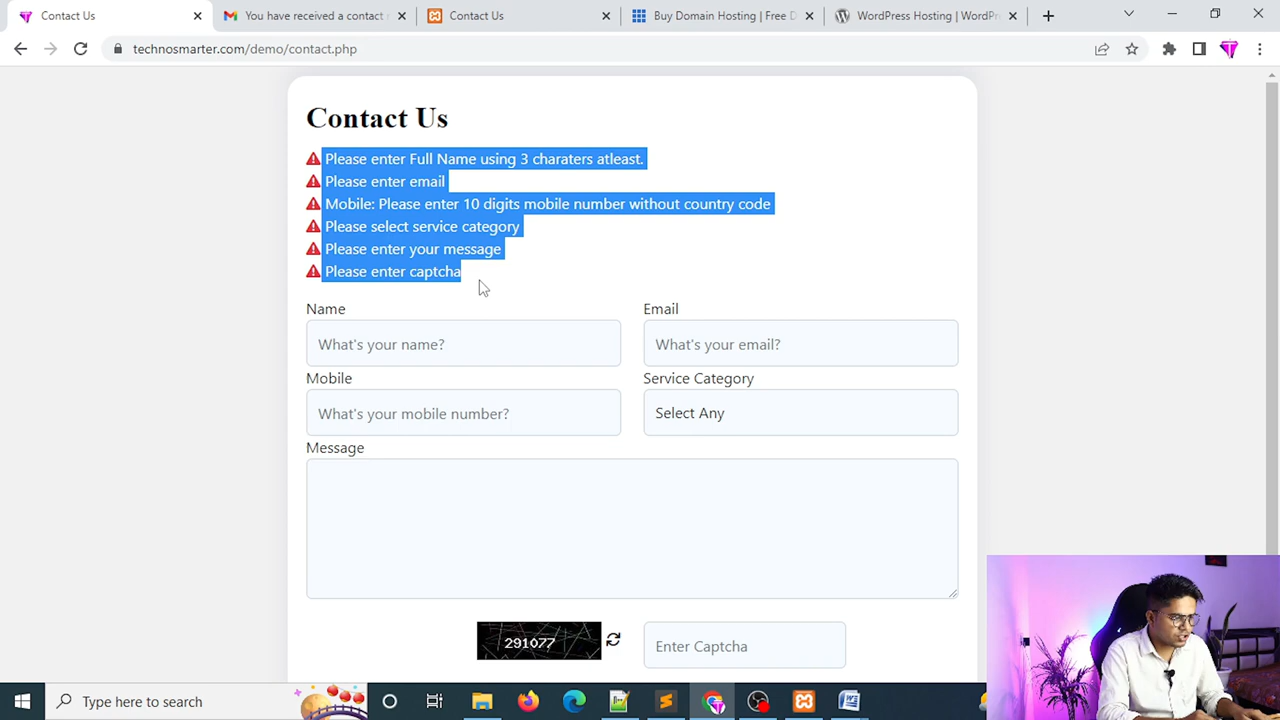 Contact Us
You have received a contact
Contact Us
Buy Domain Hosting | Free D
WordPress Hosting | WordPr
technosmarter.com/demo/contact.php
Contact Us
Please enter Full Name using 3 charaters atleast.
Please enter email
Mobile: Please enter 10 digits mobile number without country code
Please select service category
Please enter your message
Please enter captcha
Name
Email
What's your name?
What's your email?
Mobile
Service Category
What's your mobile number?
Select Any
Message
291077
Enter Captcha
Type here to search